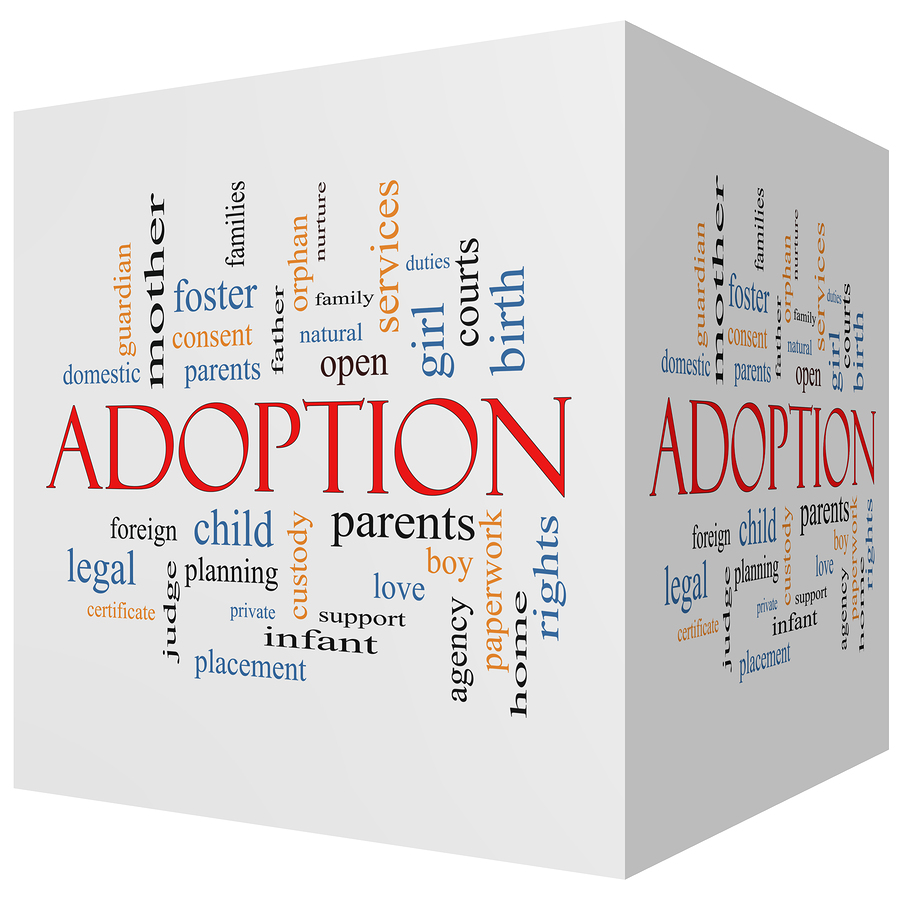 guardian
mother
families
orphan
nurture
services
duties
courts
foster
father
family
girl
birth
consent
natural
domestic
parents
open
ADOPTION
foreign
child
custody
parents
paperwork
rights
legal
judge
planning
boy
love
certificate
private
support
agency
home
infant
placement
guardian
mother
families
orphan
nurture
services
duties
courts
foster
father
family
girl
birth
consent
natural
domestic
parents
open
ADOPTION
foreign
child
custody
parents
paperwork
rights
legal
judge
planning
boy
love
certificate
private
support
agency
home
infant
placement